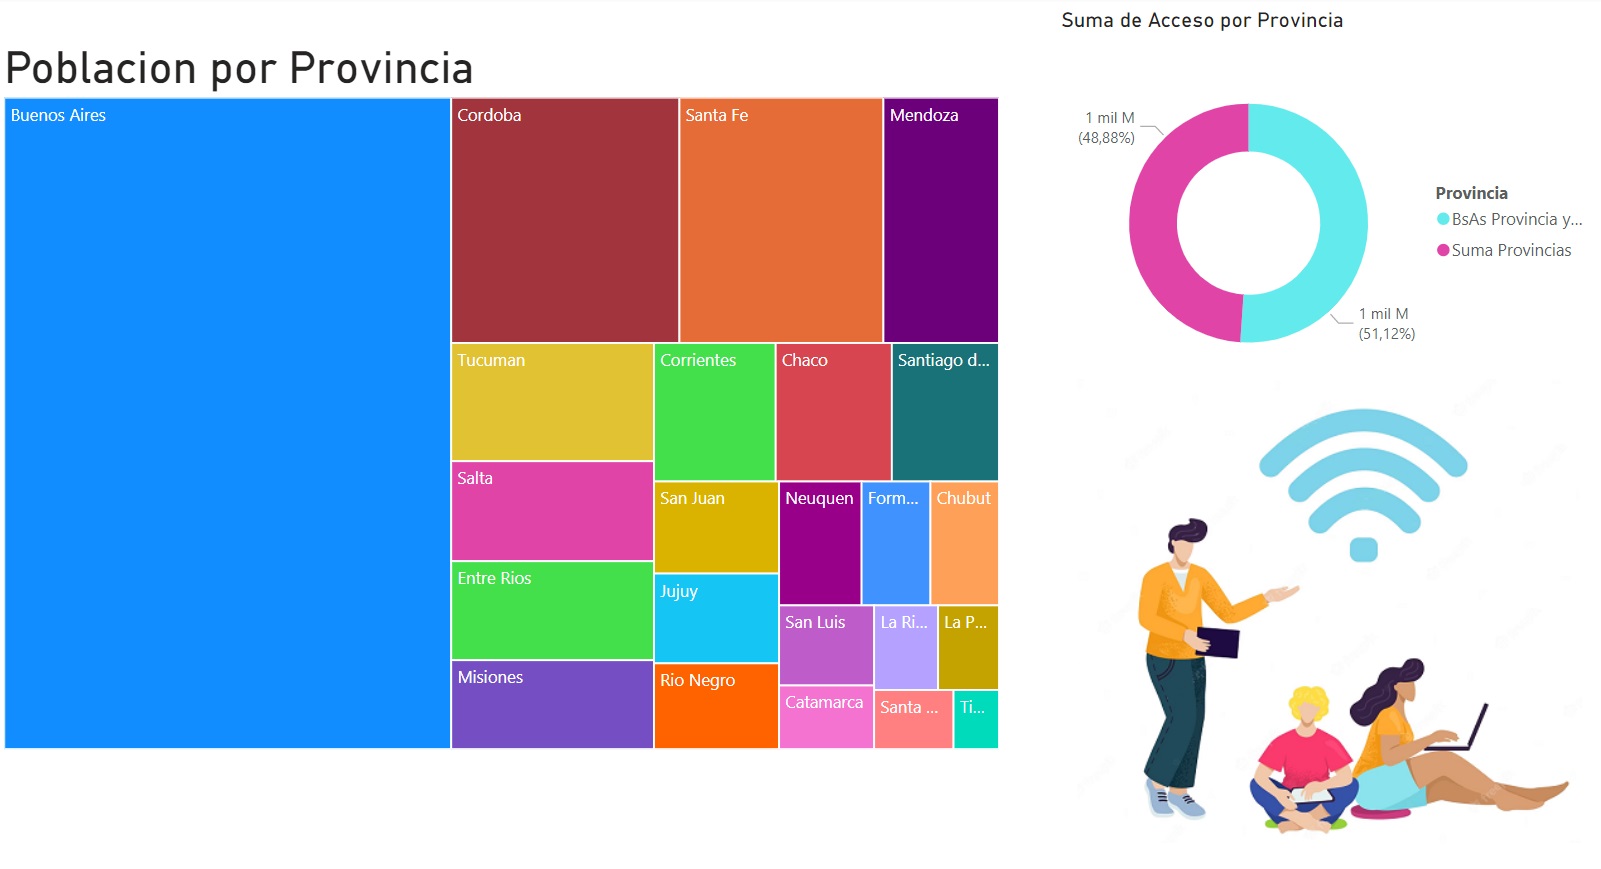 Suma de Acceso por Provincia
Poblacion por Provincia
Buenos Aires
Cordoba
Santa Fe
Mendoza
Tucuman
Corrientes
Chaco
Santiago d...
Salta
San Juan
Neuquen
Form...
Chubut
Entre Rios
Jujuy
San Luis
La Ri...
La P...
Misiones
Rio Negro
Catamarca
Santa ...
Ti...
1 mil M
(48,88%)
Provincia
BsAs Provincia y...
Suma Provincias
1 mil M
(51,12%)